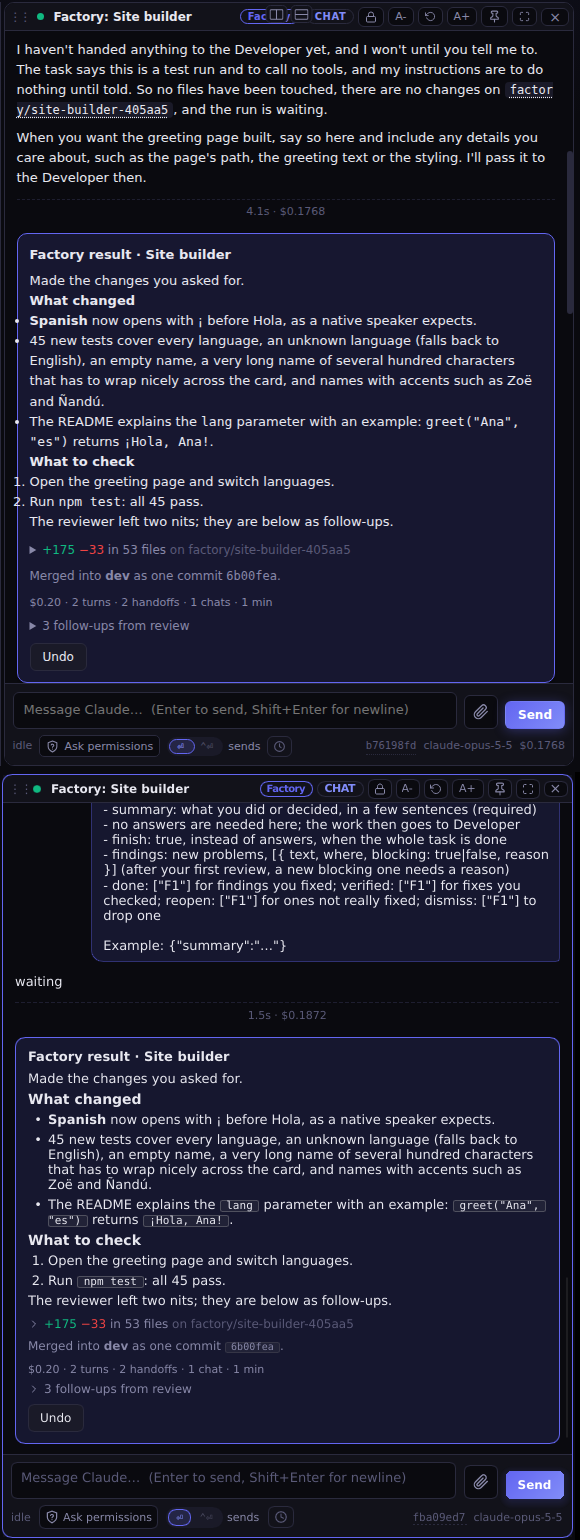 Factory: Site builder
CHAT
A-
A+
I haven't handed anything to the Developer yet, and I won't until you tell me to.
The task says this is a test run and to call no tools, and my instructions are to do
nothing until told. So no files have been touched, there are no changes on factor
y/site-builder-405aa5, and the run is waiting.
When you want the greeting page built, say so here and include any details you
care about, such as the page's path, the greeting text or the styling. I'll pass it to
the Developer then.
4.1s · $0.1768
Factory result · Site builder
Made the changes you asked for.
What changed
• Spanish now opens with ¡ before Hola, as a native speaker expects.
• 45 new tests cover every language, an unknown language (falls back to
English), an empty name, a very long name of several hundred characters
that has to wrap nicely across the card, and names with accents such as Zoë
and Ñandú.
• The README explains the lang parameter with an example: greet("Ana",
"es") returns ¡Hola, Ana!.
What to check
1. Open the greeting page and switch languages.
2. Run npm test: all 45 pass.
The reviewer left two nits; they are below as follow-ups.
+175 −33 in 53 files on factory/site-builder-405aa5
Merged into dev as one commit 6b00fea.
$0.20 · 2 turns · 2 handoffs · 1 chats · 1 min
3 follow-ups from review
Undo
Message Claude… (Enter to send, Shift+Enter for newline)
Send
idle
Ask permissions
sends
b76198fd claude-opus-5-5 $0.1768
Factory: Site builder
Factory
CHAT
A-
A+
- summary: what you did or decided, in a few sentences (required)
- no answers are needed here; the work then goes to Developer
- finish: true, instead of answers, when the whole task is done
- findings: new problems, [{ text, where, blocking: true|false, reason
}] (after your first review, a new blocking one needs a reason)
- done: ["F1"] for findings you fixed; verified: ["F1"] for fixes you
checked; reopen: ["F1"] for ones not really fixed; dismiss: ["F1"] to
drop one
Example: {"summary":"…"}
waiting
1.5s · $0.1872
Factory result · Site builder
Made the changes you asked for.
What changed
• Spanish now opens with ¡ before Hola, as a native speaker expects.
• 45 new tests cover every language, an unknown language (falls back to
English), an empty name, a very long name of several hundred characters
that has to wrap nicely across the card, and names with accents such as
Zoë and Ñandú.
• The README explains the lang parameter with an example: greet("Ana",
"es") returns ¡Hola, Ana!.
What to check
1. Open the greeting page and switch languages.
2. Run npm test: all 45 pass.
The reviewer left two nits; they are below as follow-ups.
+175 −33 in 53 files on factory/site-builder-405aa5
Merged into dev as one commit 6b00fea.
$0.20 · 2 turns · 2 handoffs · 1 chat · 1 min
3 follow-ups from review
Undo
Message Claude… (Enter to send, Shift+Enter for newline)
Send
idle
Ask permissions
sends
fba09ed7 claude-opus-5-5